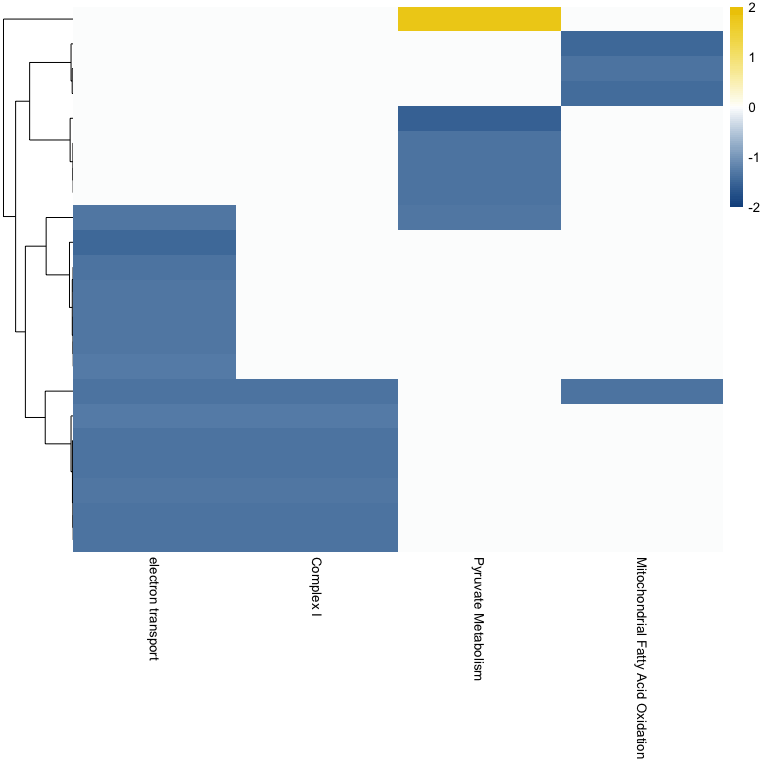 2
1
0
-1
-2
electron transport
Complex I
Pyruvate Metabolism
Mitochondrial Fatty Acid Oxidation